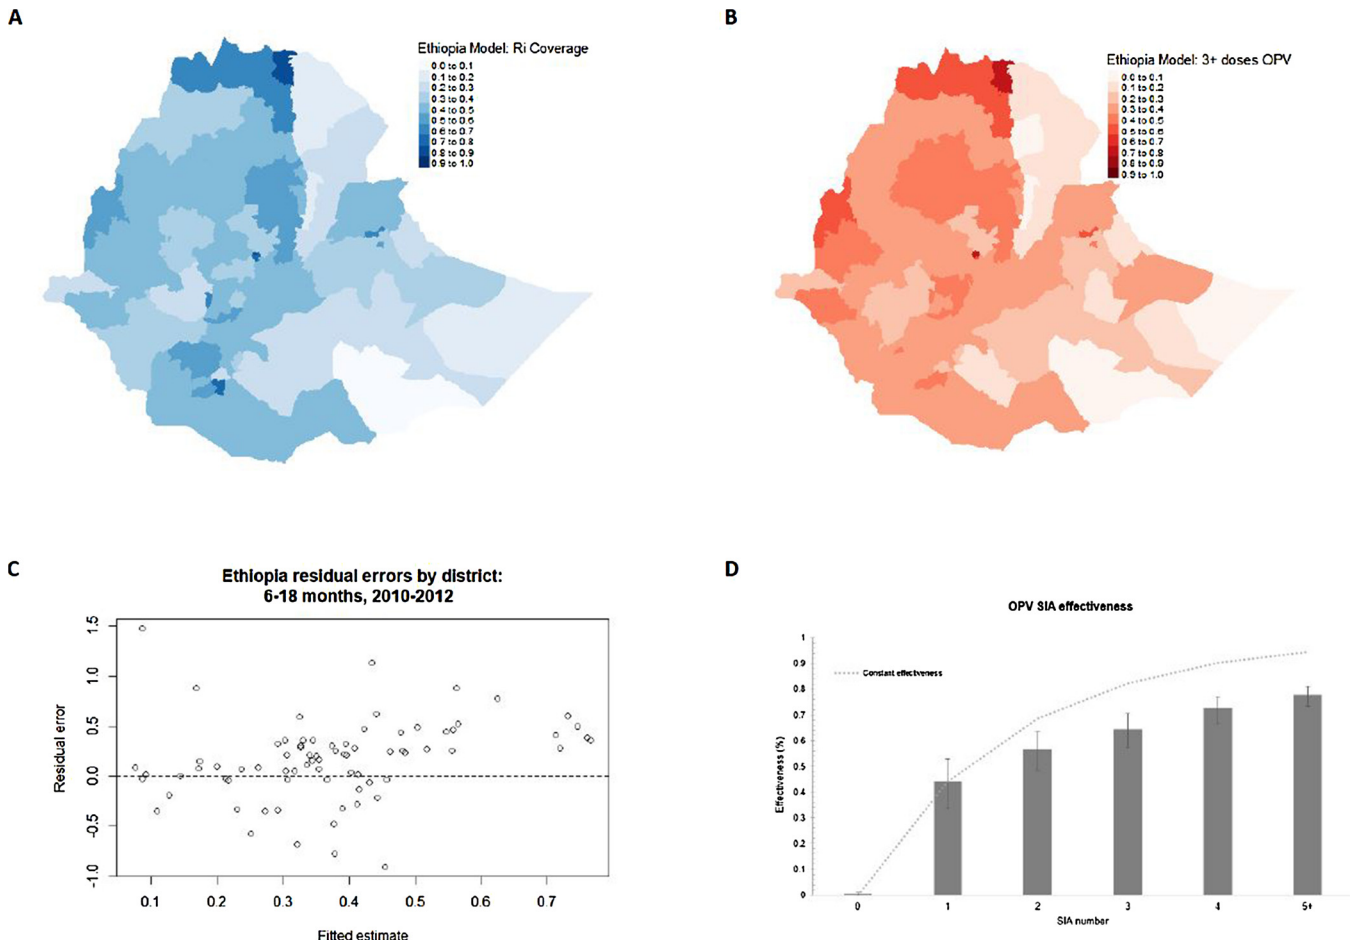 A
Ethiopia Model: Ri Coverage
0.0 to 0.1
0.1 to 0.2
0.2 to 0.3
0.3 to 0.4
0.4 to 0.5
0.5 to 0.6
0.6 to 0.7
0.7 to 0.8
0.8 to 0.9
0.9 to 1.0
B
Ethiopia Model: 3+ doses OPV
0.0 to 0.1
0.1 to 0.2
0.2 to 0.3
0.3 to 0.4
0.4 to 0.5
0.5 to 0.6
0.6 to 0.7
0.7 to 0.8
0.8 to 0.9
0.9 to 1.0
C
Ethiopia residual errors by district:
6-18 months, 2010-2012
Residual error
1.5
1.0
0.5
0.0
-0.5
-1.0
0.1 0.2 0.3 0.4 0.5 0.6 0.7
Fitted estimate
D
OPV SIA effectiveness
Constant effectiveness
Effectiveness (%)
1
0.9
0.8
0.7
0.6
0.5
0.4
0.3
0.2
0.1
0
0 1 2 3 4 5+
SIA number